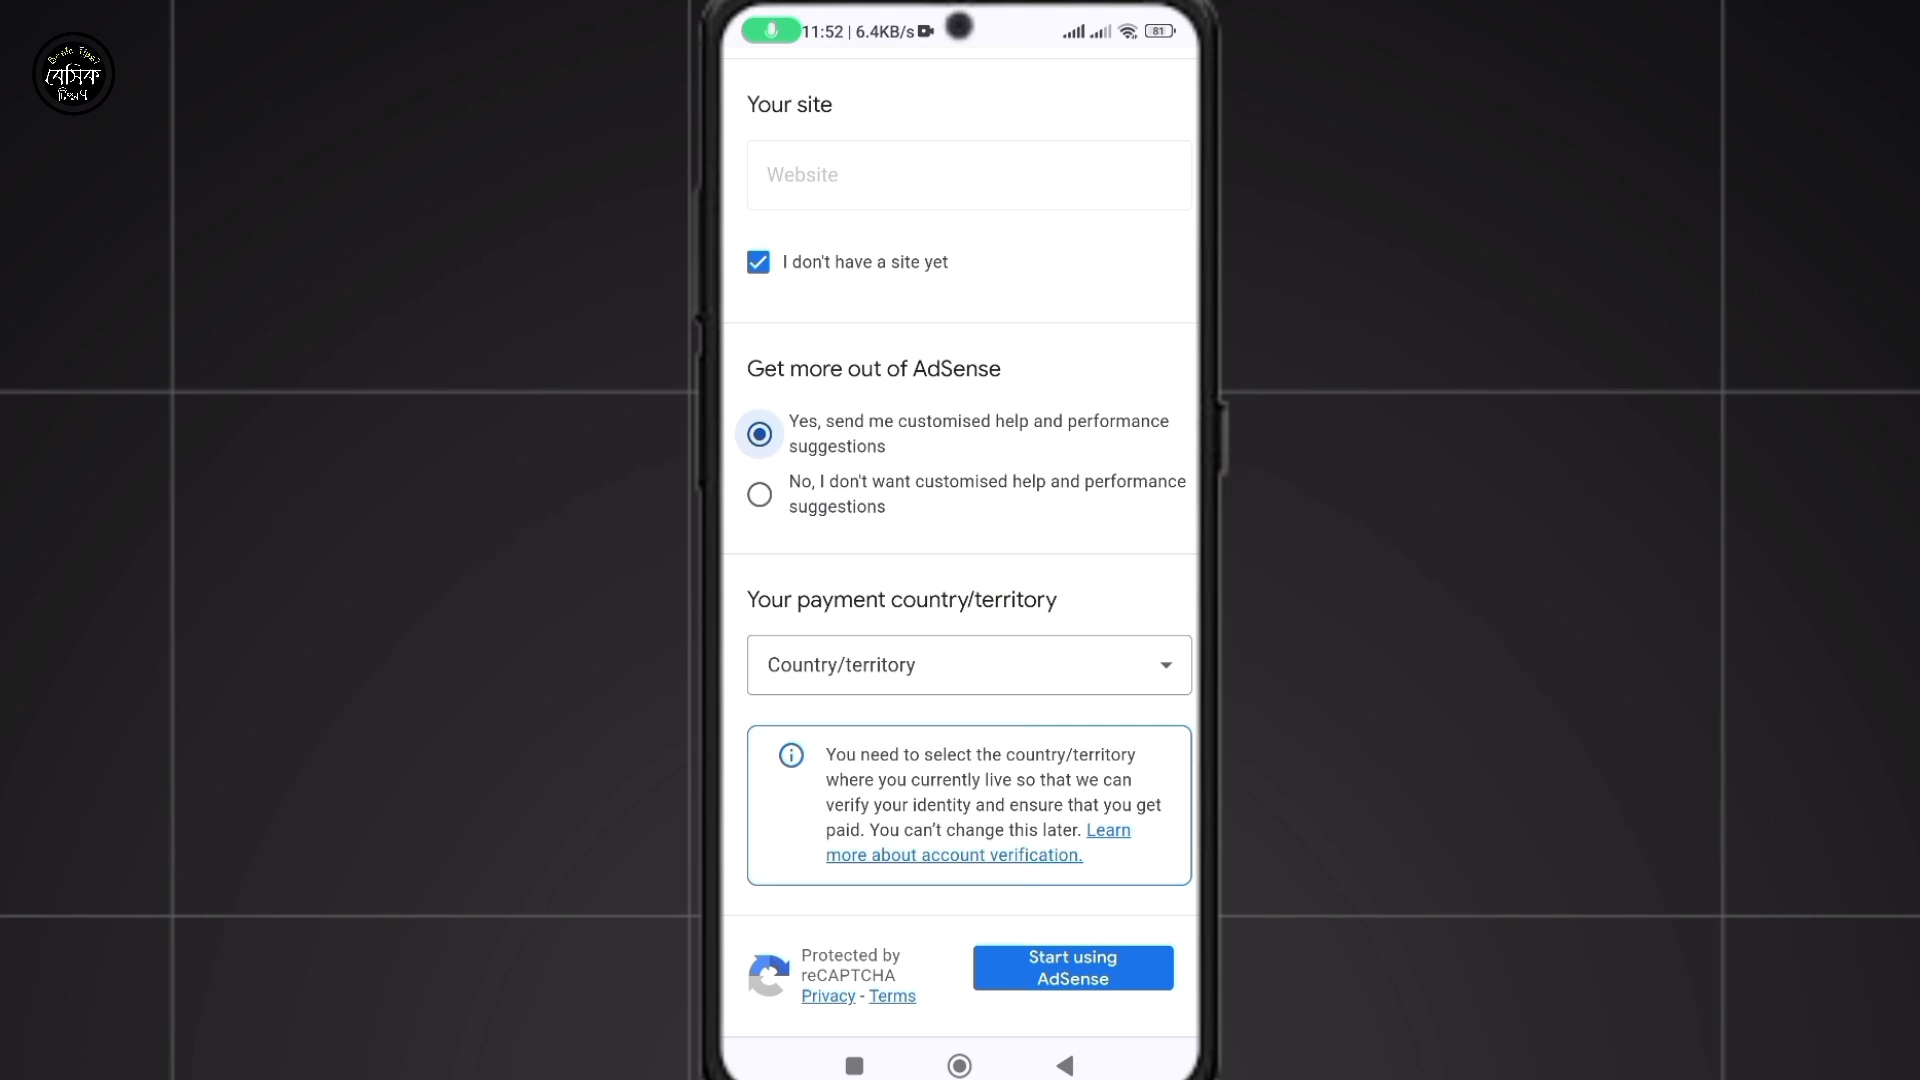 Basic Tips
বেসিক
টিপস
11:52 | 6.4KB/s
81
Your site
Website
I don't have a site yet
Get more out of AdSense
Yes, send me customised help and performance
suggestions
No, I don't want customised help and performance
suggestions
Your payment country/territory
Country/territory
You need to select the country/territory
where you currently live so that we can
verify your identity and ensure that you get
paid. You can’t change this later. Learn
more about account verification.
Protected by
reCAPTCHA
Privacy - Terms
Start using
AdSense